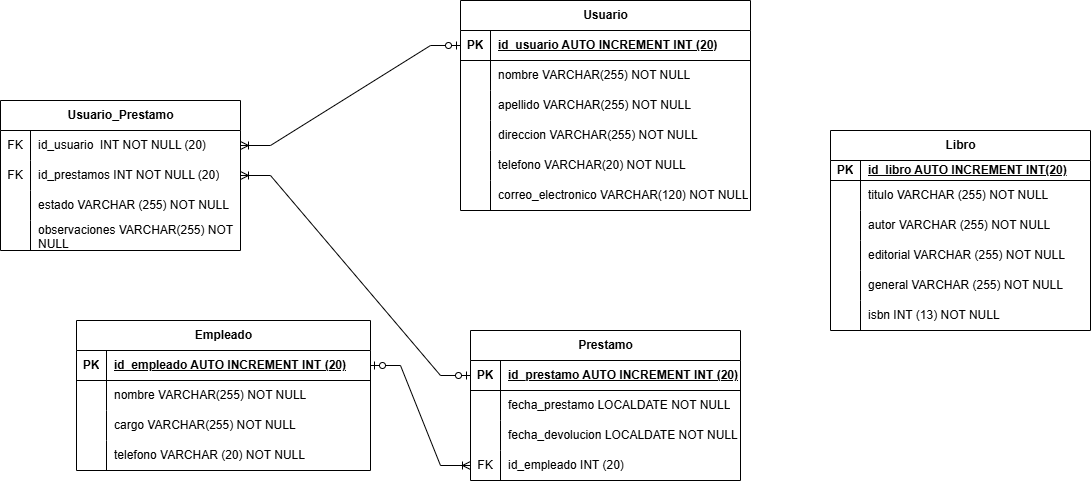 Usuario
PK id_usuario AUTO INCREMENT INT (20)
nombre VARCHAR(255) NOT NULL
apellido VARCHAR(255) NOT NULL
direccion VARCHAR(255) NOT NULL
telefono VARCHAR(20) NOT NULL
correo_electronico VARCHAR(120) NOT NULL
Usuario_Prestamo
FK id_usuario INT NOT NULL (20)
FK id_prestamos INT NOT NULL (20)
estado VARCHAR (255) NOT NULL
observaciones VARCHAR(255) NOT
NULL
Libro
PK id_libro AUTO INCREMENT INT(20)
titulo VARCHAR (255) NOT NULL
autor VARCHAR (255) NOT NULL
editorial VARCHAR (255) NOT NULL
general VARCHAR (255) NOT NULL
isbn INT (13) NOT NULL
Empleado
PK id_empleado AUTO INCREMENT INT (20)
nombre VARCHAR(255) NOT NULL
cargo VARCHAR(255) NOT NULL
telefono VARCHAR (20) NOT NULL
Prestamo
PK id_prestamo AUTO INCREMENT INT (20)
fecha_prestamo LOCALDATE NOT NULL
fecha_devolucion LOCALDATE NOT NULL
FK id_empleado INT (20)